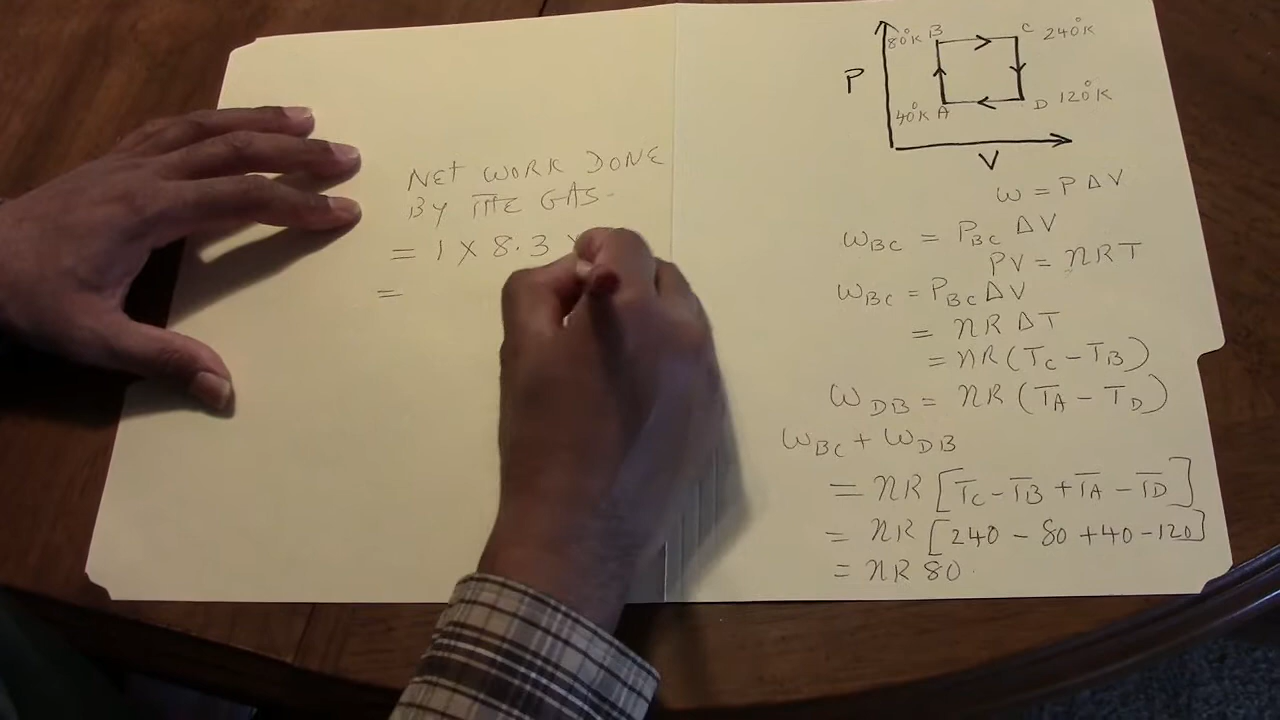 NET WORK DONE
BY THE GAS.
= 1 X 8.3 X
=
80°K B C 240°K
P
40°K A D 120°K
V
W = P ΔV
W_BC = P_BC ΔV
PV = nRT
W_BC = P_BC ΔV
= nR ΔT
= nR (T_C - T_B)
W_DB = nR (T_A - T_D)
W_BC + W_DB
= nR [T_C - T_B + T_A - T_D]
= nR [240 - 80 + 40 - 120]
= nR 80.